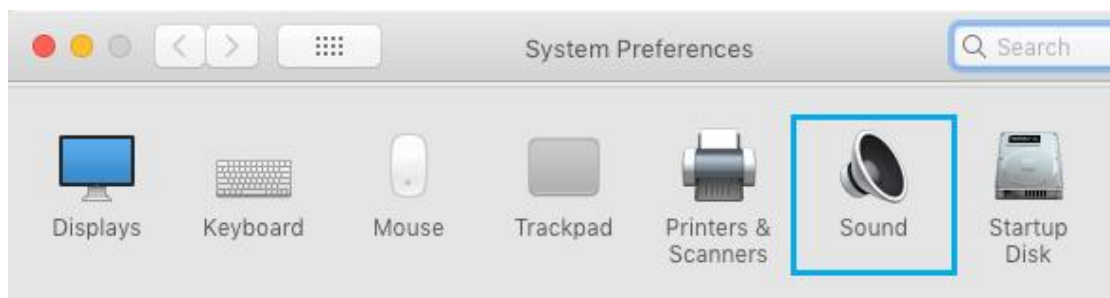 System Preferences
Search
Displays
Keyboard
Mouse
Trackpad
Printers &
Scanners
Sound
Startup
Disk